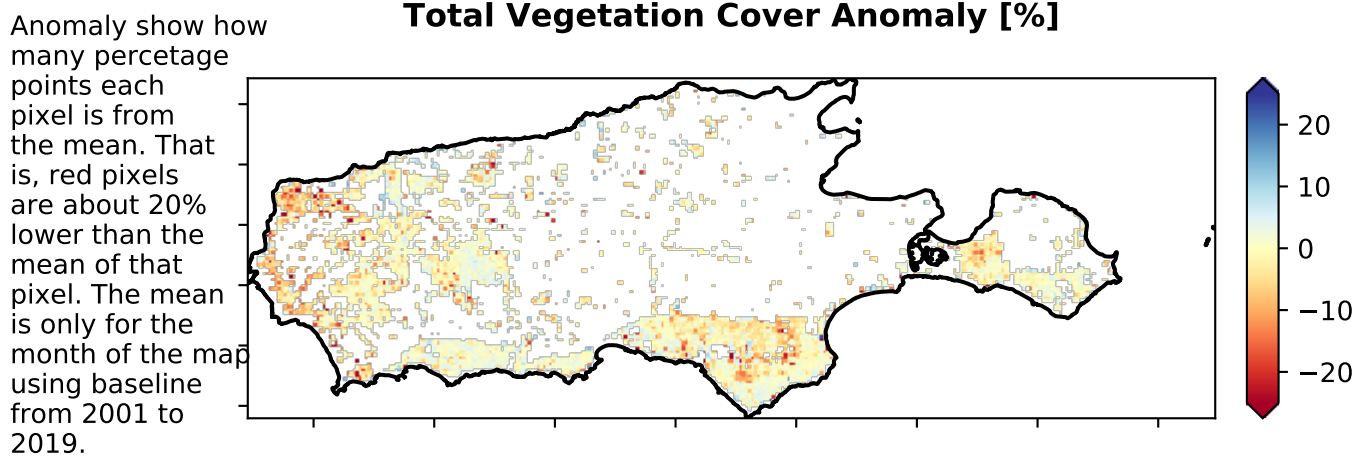 Total Vegetation Cover Anomaly [%]
Anomaly show how
many percetage
points each
pixel is from
the mean. That
is, red pixels
are about 20%
lower than the
mean of that
pixel. The mean
is only for the
month of the map
using baseline
from 2001 to
2019.
20
10
0
−10
−20